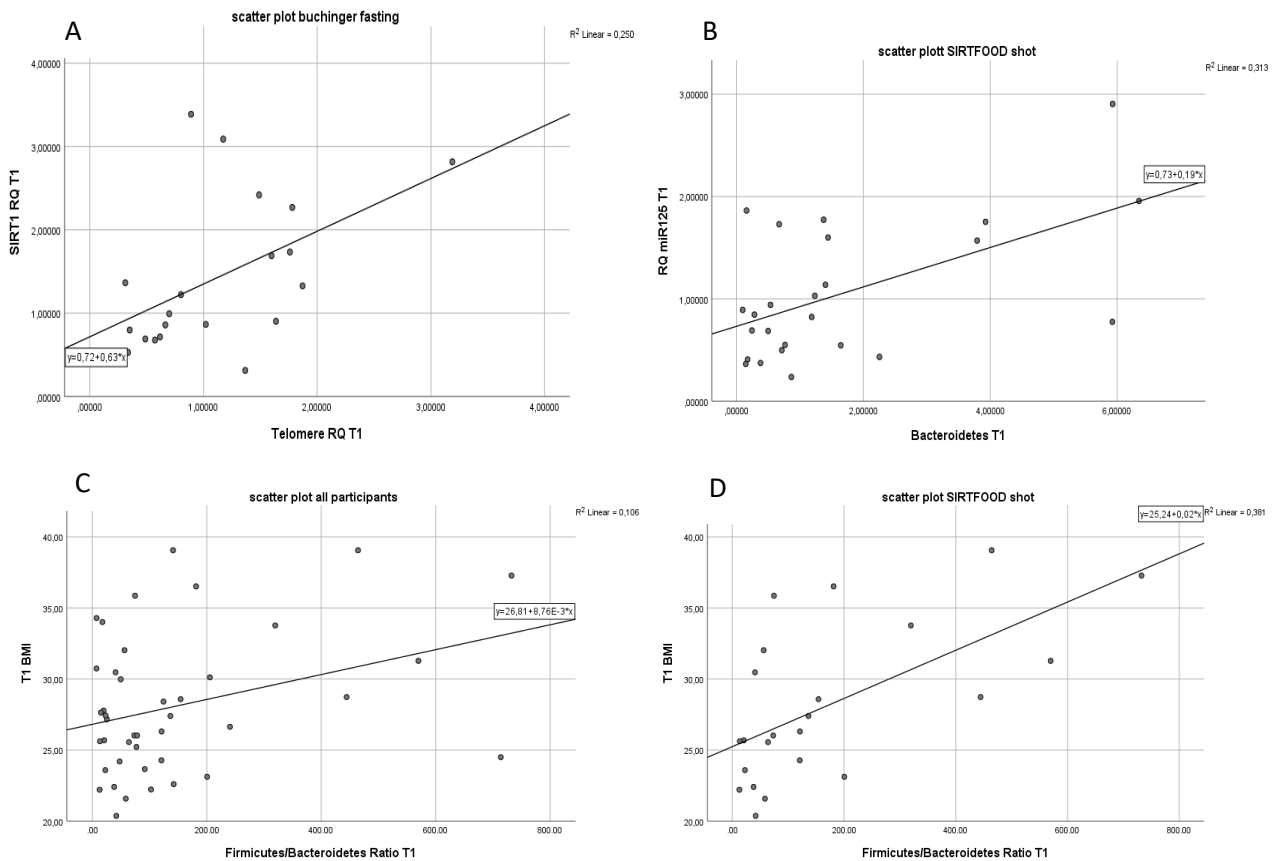 A
scatter plot buchinger fasting
R2 Linear = 0,250
4,00000
3,00000
2,00000
1,00000
,00000
SIRT1 RQ T1
y=0,72+0,63*x
,00000 1,00000 2,00000 3,00000 4,00000
Telomere RQ T1
B
scatter plott SIRTFOOD shot
R2 Linear = 0,313
3,00000
2,00000
1,00000
,00000
RQ miR125 T1
y=0,73+0,19*x
,00000 2,00000 4,00000 6,00000
Bacteroidetes T1
C
scatter plot all participants
R2 Linear = 0,106
40,00
35,00
30,00
25,00
20,00
T1 BMI
y=26,81+8,76E-3*x
,00 200,00 400,00 600,00 800,00
Firmicutes/Bacteroidetes Ratio T1
D
scatter plot SIRTFOOD shot
y=25,24+0,02*x
R2 Linear = 0,381
40,00
35,00
30,00
25,00
20,00
T1 BMI
,00 200,00 400,00 600,00 800,00
Firmicutes/Bacteroidetes Ratio T1